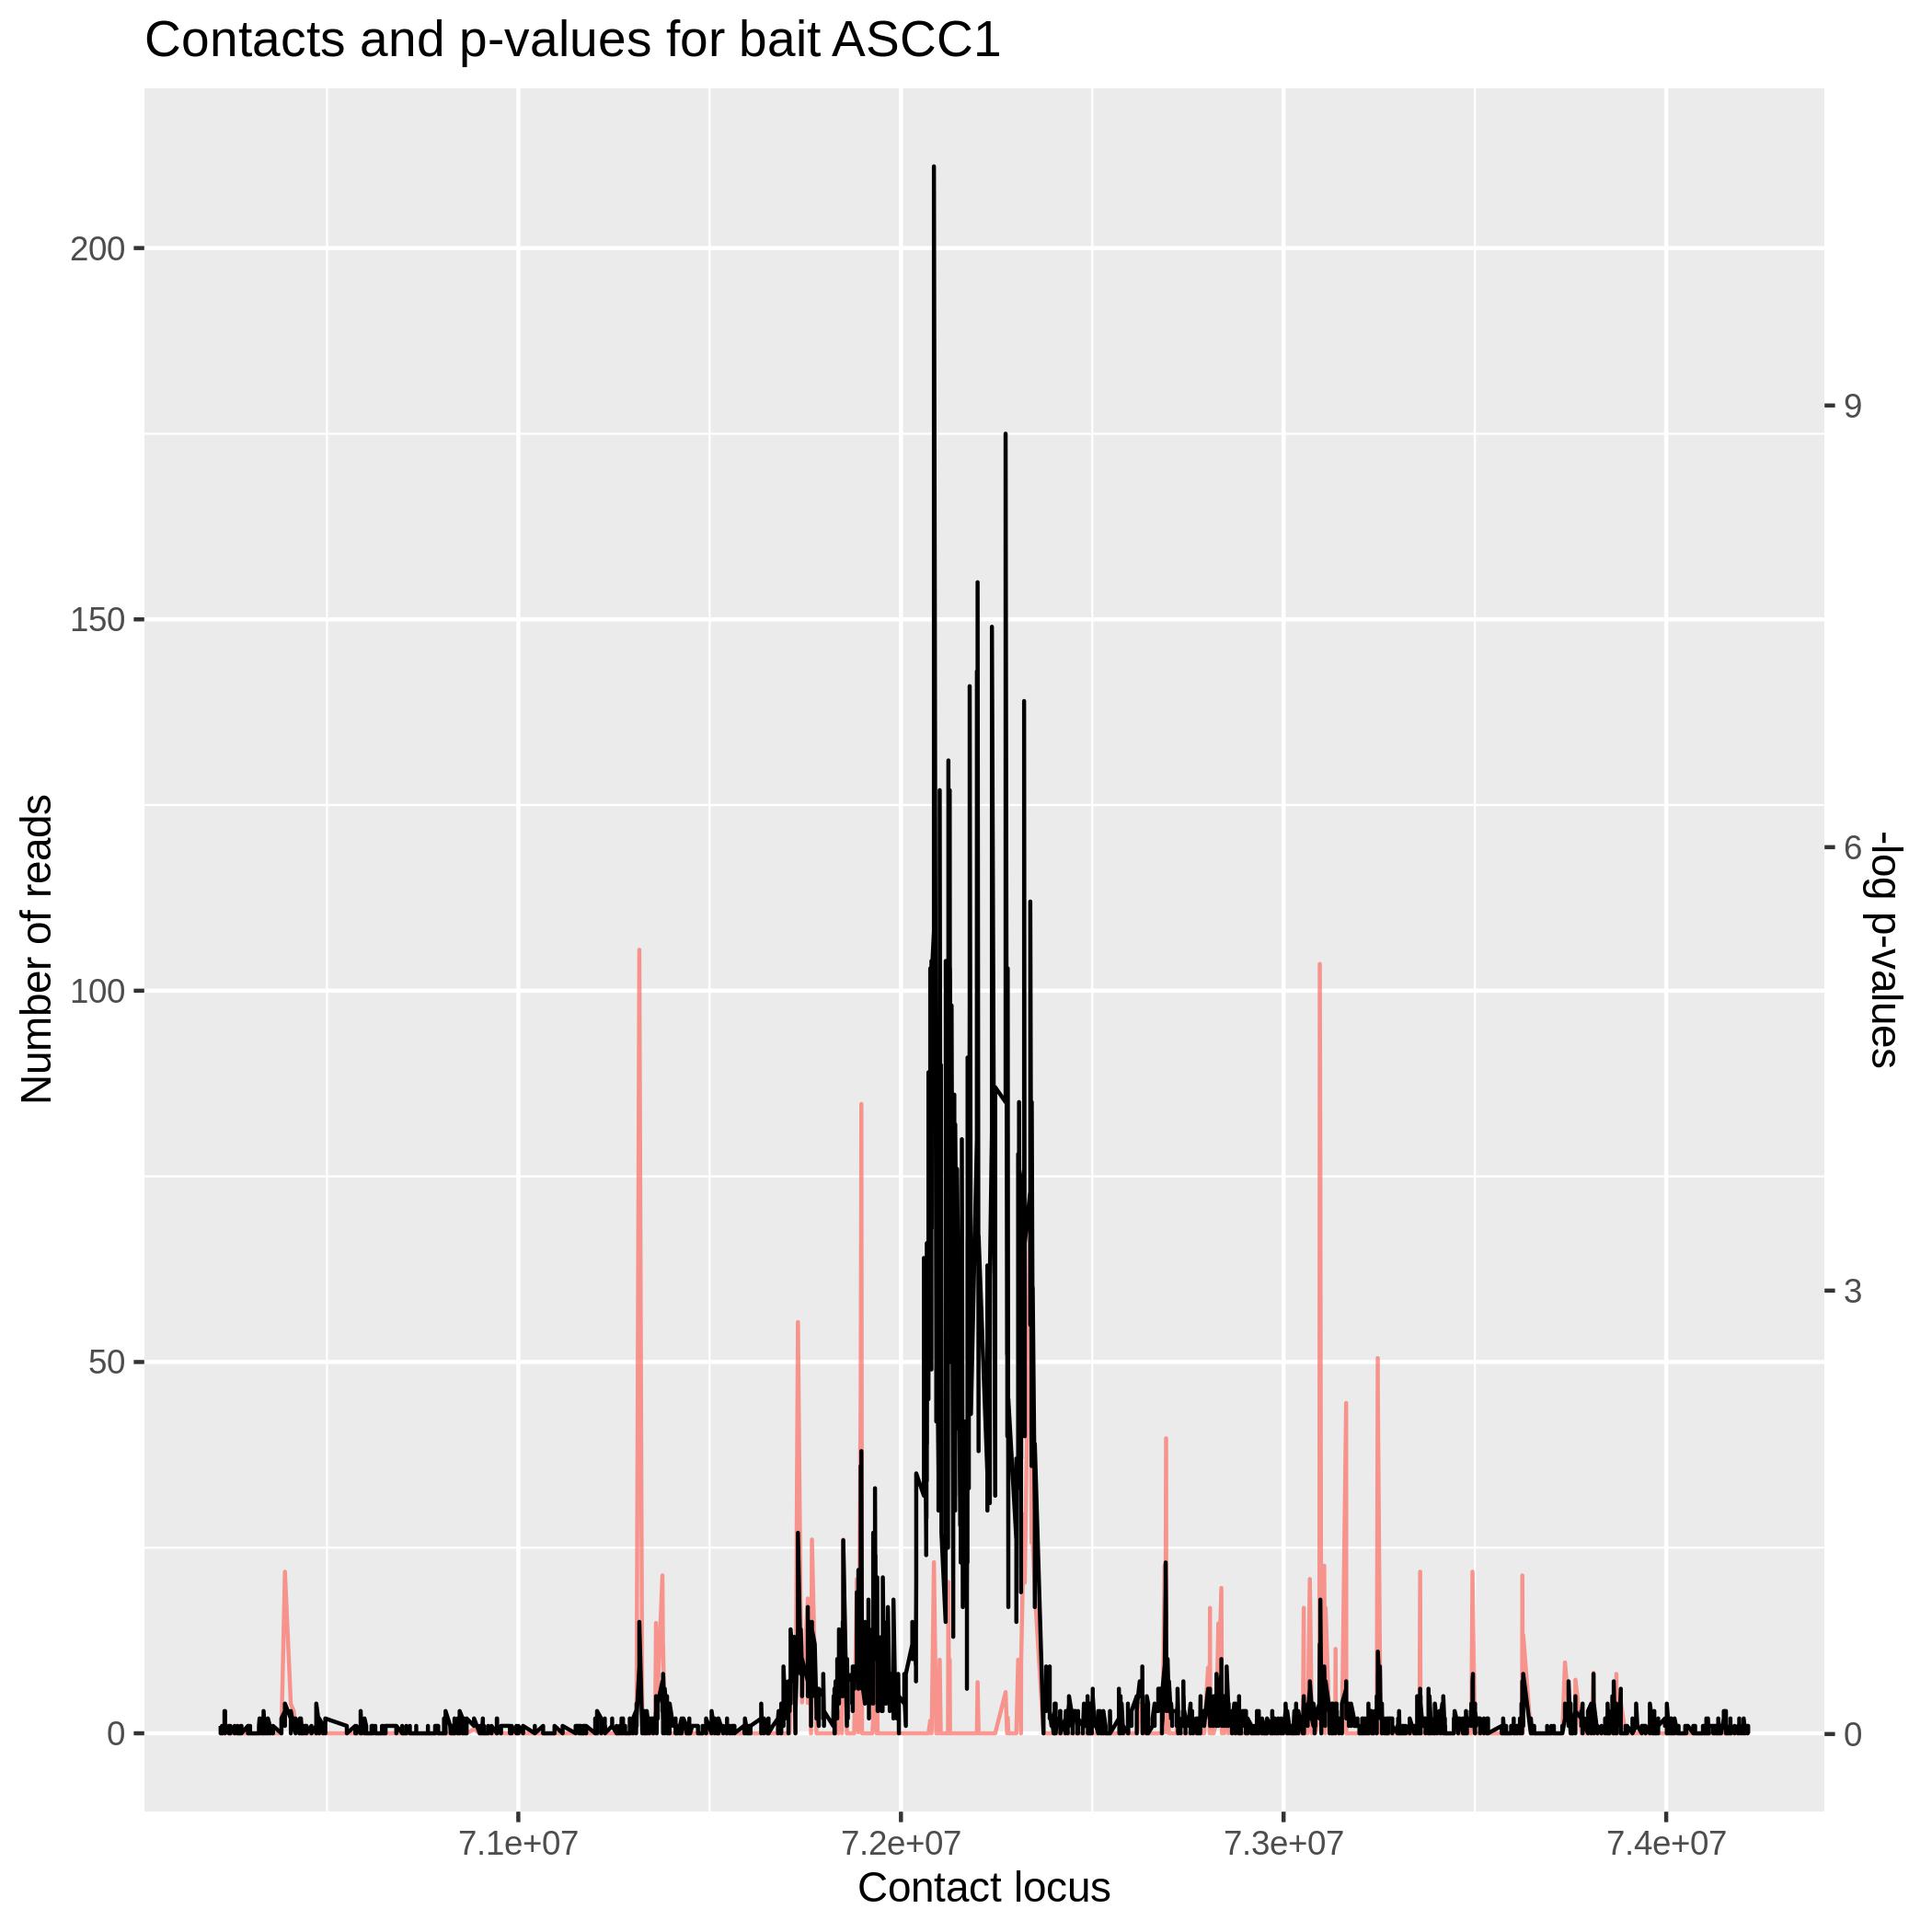 Contacts and p-values for bait ASCC1
200
150
100
50
0
Number of reads
9
6
3
0
-log p-values
7.1e+07 7.2e+07 7.3e+07 7.4e+07
Contact locus